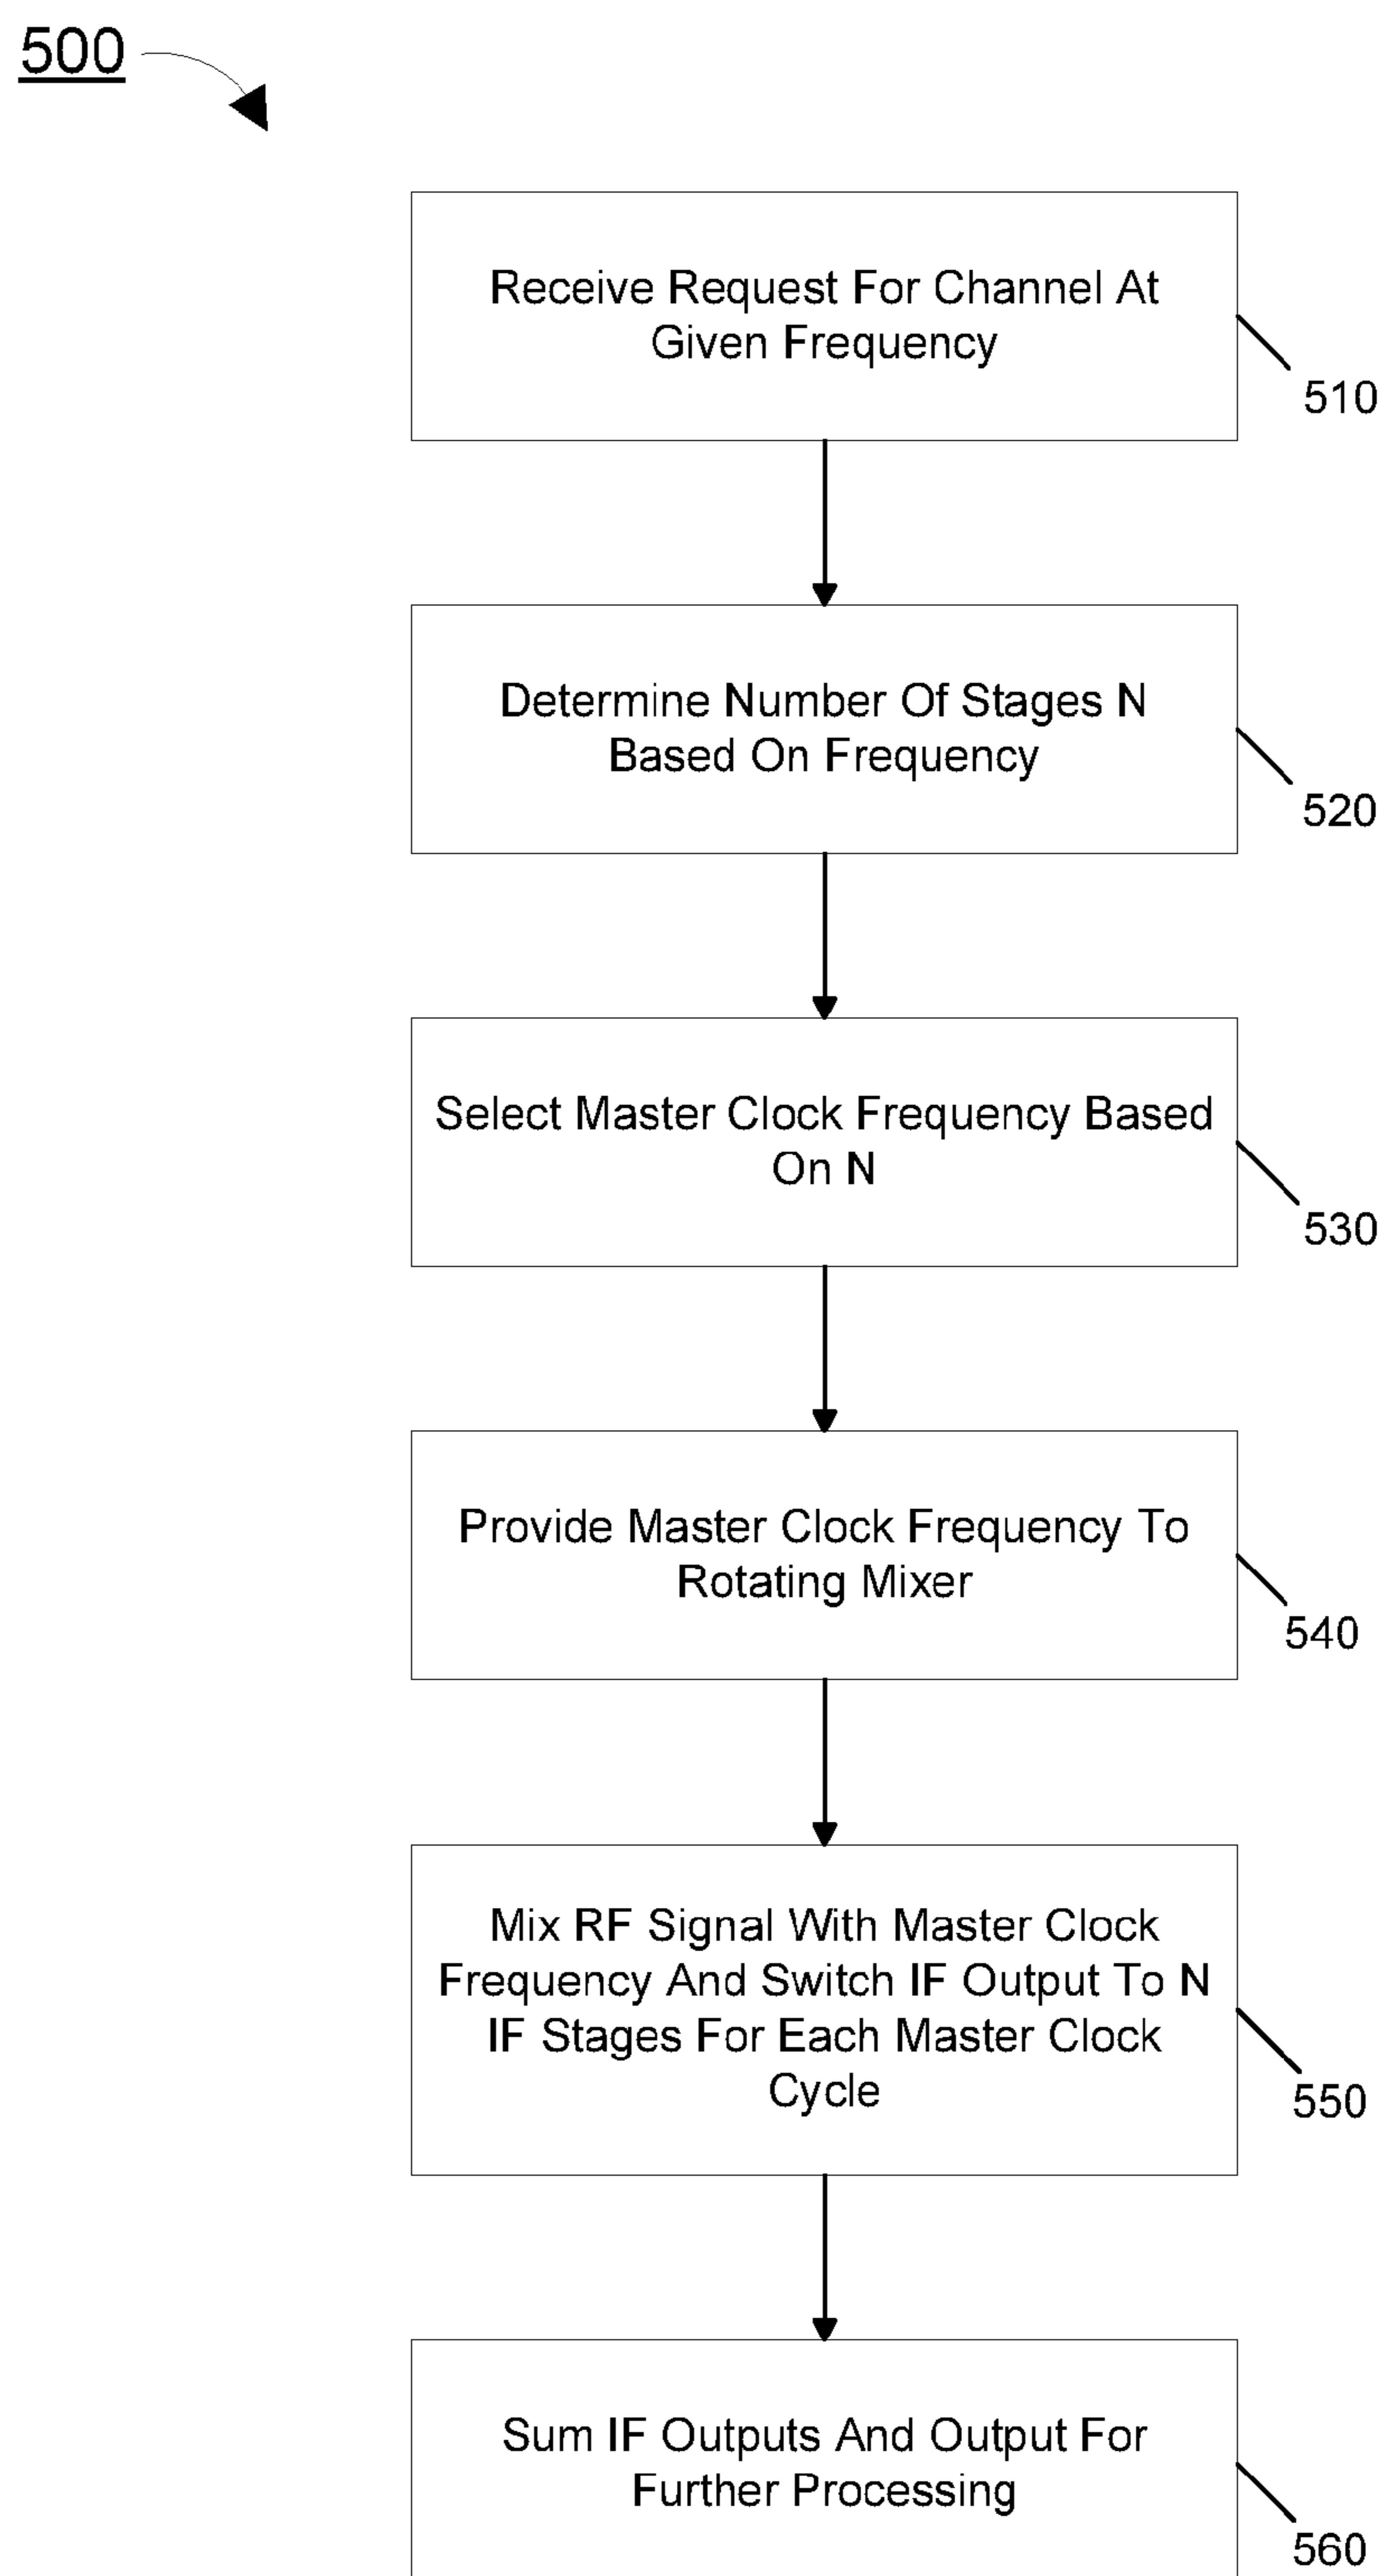 500
Receive Request For Channel At
Given Frequency
510
Determine Number Of Stages N
Based On Frequency
520
Select Master Clock Frequency Based
On N
530
Provide Master Clock Frequency To
Rotating Mixer
540
Mix RF Signal With Master Clock
Frequency And Switch IF Output To N
IF Stages For Each Master Clock
Cycle
550
Sum IF Outputs And Output For
Further Processing
560